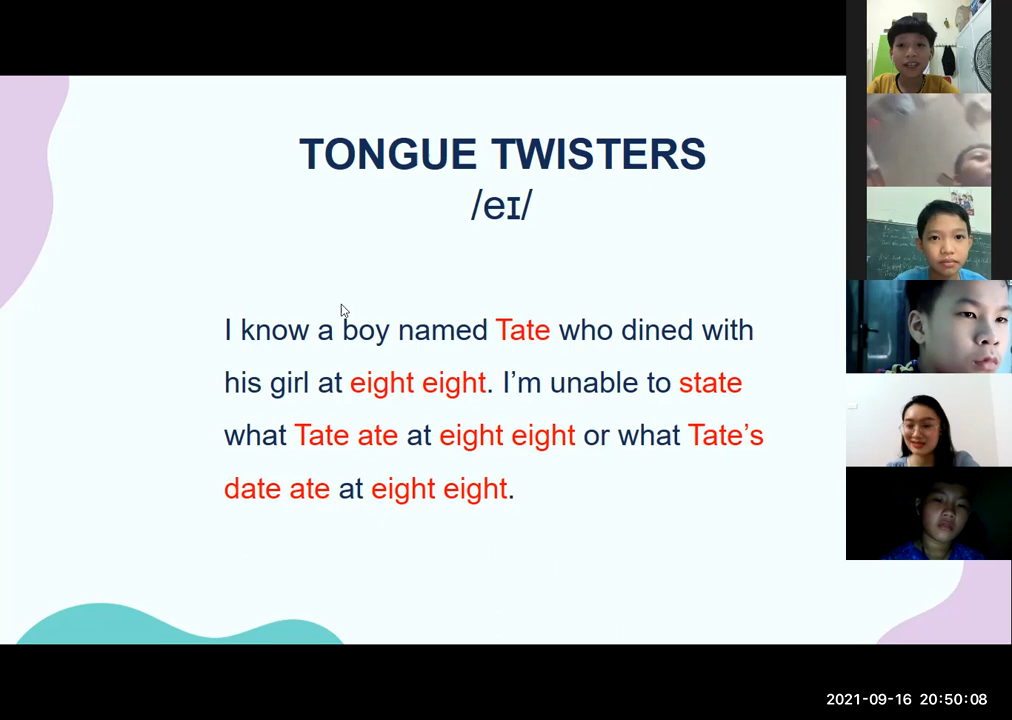 TONGUE TWISTERS
/eɪ/
I know a boy named Tate who dined with
his girl at eight eight. I’m unable to state
what Tate ate at eight eight or what Tate’s
date ate at eight eight.
2021-09-16 20:50:08